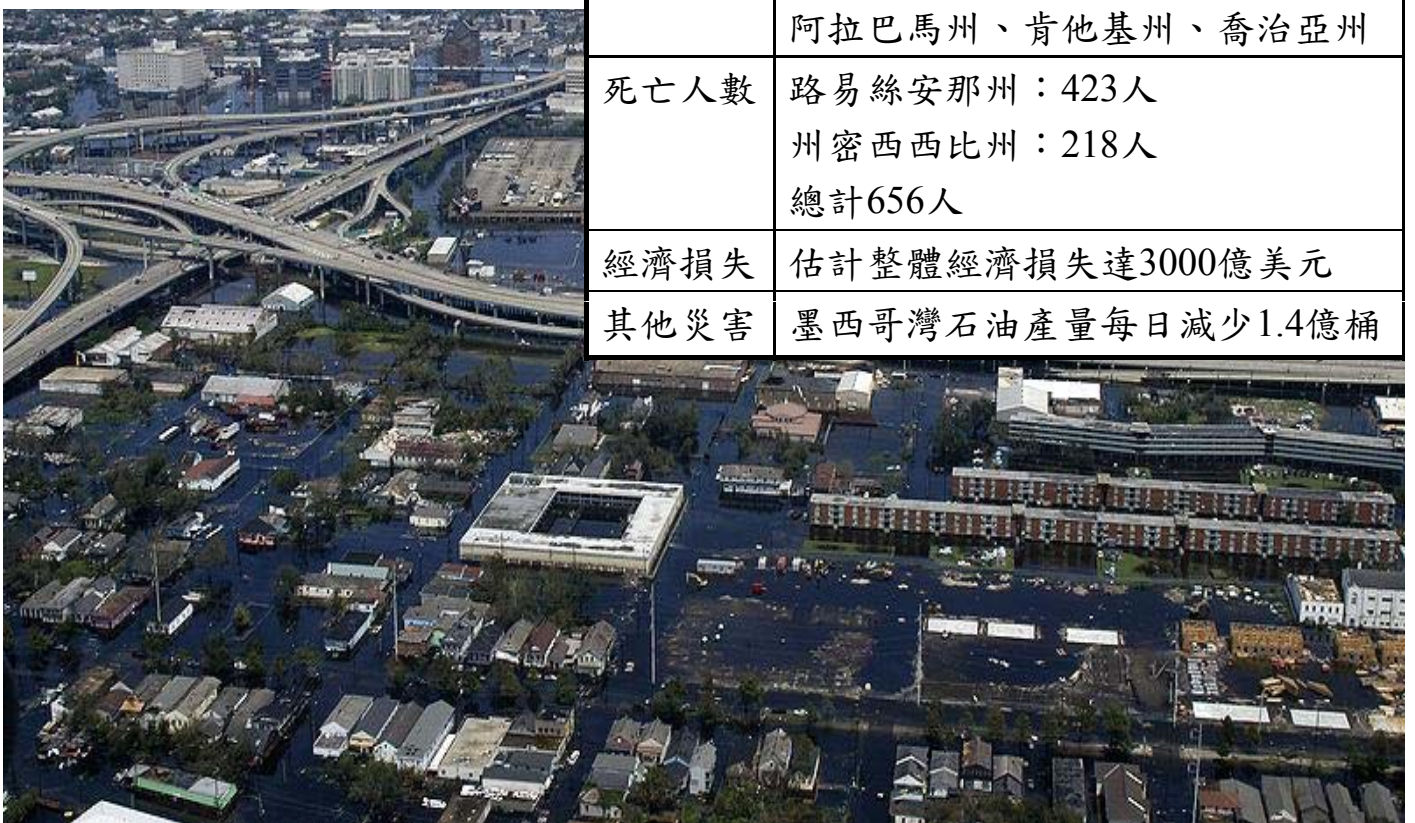 阿拉巴馬州、肯他基州、喬治亞州
死亡人數 路易絲安那州：423人
州密西西比州：218人
總計656人
經濟損失 估計整體經濟損失達3000億美元
其他災害 墨西哥灣石油產量每日減少1.4億桶